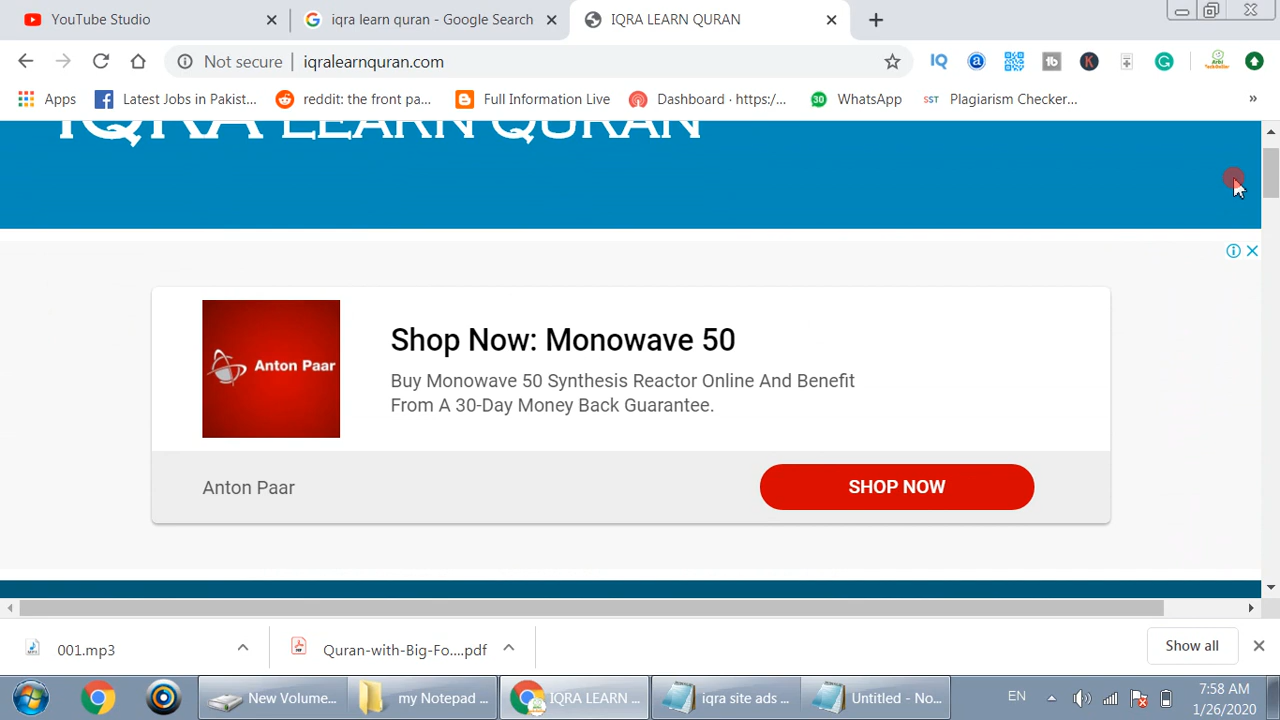 YouTube Studio
iqra learn quran - Google Search
IQRA LEARN QURAN
Not secure
iqralearnquran.com
Apps
Latest Jobs in Pakist...
reddit: the front pa...
Full Information Live
Dashboard · https:/...
30
WhatsApp
SST
Plagiarism Checker...
IQRA LEARN QURAN
Anton Paar
Shop Now: Monowave 50
Buy Monowave 50 Synthesis Reactor Online And Benefit
From A 30-Day Money Back Guarantee.
Anton Paar
SHOP NOW
001.mp3
Quran-with-Big-Fo....pdf
Show all
New Volume...
my Notepad ...
IQRA LEARN ...
iqra site ads ...
Untitled - No...
EN
7:58 AM
1/26/2020